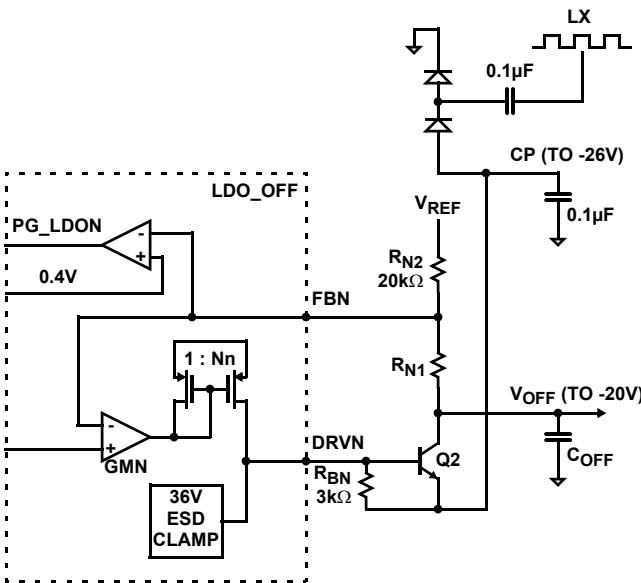 LX
0.1µF
CP (TO -26V)
0.1µF
LDO_OFF
PG_LDON
-
+
0.4V
VREF
RN2
20kΩ
FBN
RN1
1 : Nn
VOFF (TO -20V)
-
+
GMN
DRVN
Q2
COFF
RBN
3kΩ
36V
ESD
CLAMP